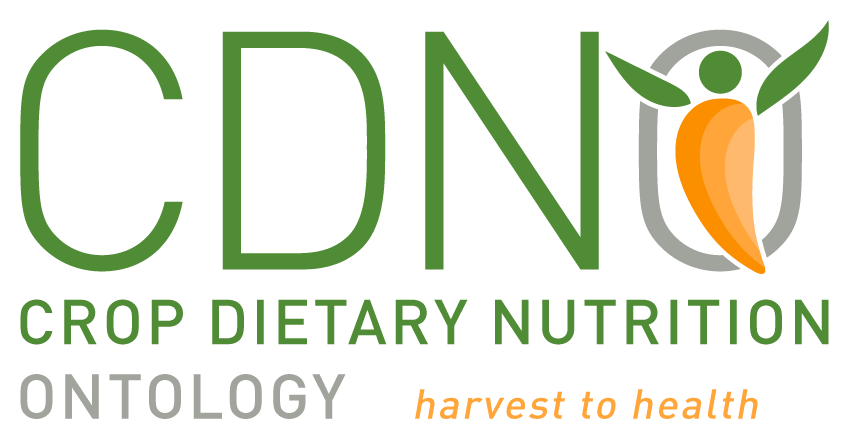 CDNO
CROP DIETARY NUTRITION
ONTOLOGY
harvest to health